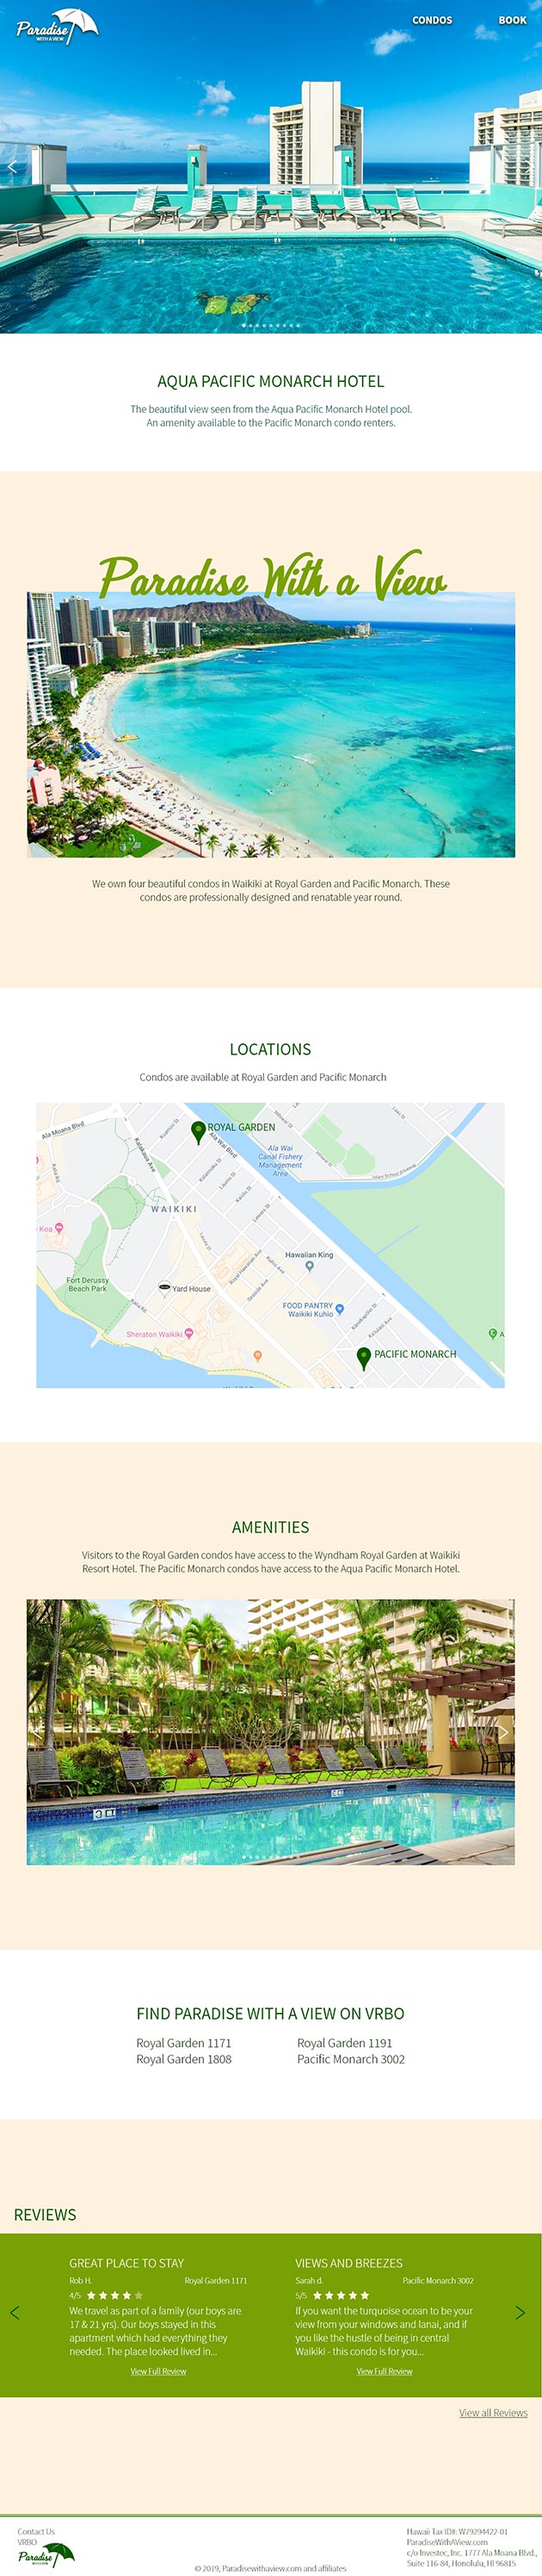 Paradise
WITH A VIEW
CONDOS
BOOK
AQUA PACIFIC MONARCH HOTEL
The beautiful view seen from the Aqua Pacific Monarch Hotel pool.
An amenity available to the Pacific Monarch condo renters.
Paradise With a View
We own four beautiful condos in Waikiki at Royal Garden and Pacific Monarch. These
condos are professionally designed and renatable year round.
LOCATIONS
Condos are available at Royal Garden and Pacific Monarch
Ala Moana Blvd
Kalakaua Ave
ROYAL GARDEN
Ala Wai Blvd
Ala Wai
Canal Fishery
Management
Area
WAIKIKI
Koa
Hawaiian King
Fort Derussy
Beach Park
Yard House
FOOD PANTRY
Waikiki Kuhio
Sheraton Waikiki
A
PACIFIC MONARCH
AMENITIES
Visitors to the Royal Garden condos have access to the Wyndham Royal Garden at Waikiki
Resort Hotel. The Pacific Monarch condos have access to the Aqua Pacific Monarch Hotel.
FIND PARADISE WITH A VIEW ON VRBO
Royal Garden 1171
Royal Garden 1191
Royal Garden 1808
Pacific Monarch 3002
REVIEWS
GREAT PLACE TO STAY
Rob H. Royal Garden 1171
4/5
We travel as part of a family (our boys are
17 & 21 yrs). Our boys stayed in this
apartment which had everything they
needed. The place looked lived in...
View Full Review
VIEWS AND BREEZES
Sarah d. Pacific Monarch 3002
5/5
If you want the turquoise ocean to be your
view from your windows and lanai, and if
you like the hustle of being in central
Waikiki - this condo is for you...
View Full Review
View all Reviews
Contact Us
VRBO
Paradise
Hawaii Tax ID#: W79294422-01
ParadiseWithAView.com
c/o Investec, Inc. 1777 Ala Moana Blvd.,
Suite 116-84, Honolulu, HI 96815
© 2019, Paradisewithaview.com and affiliates